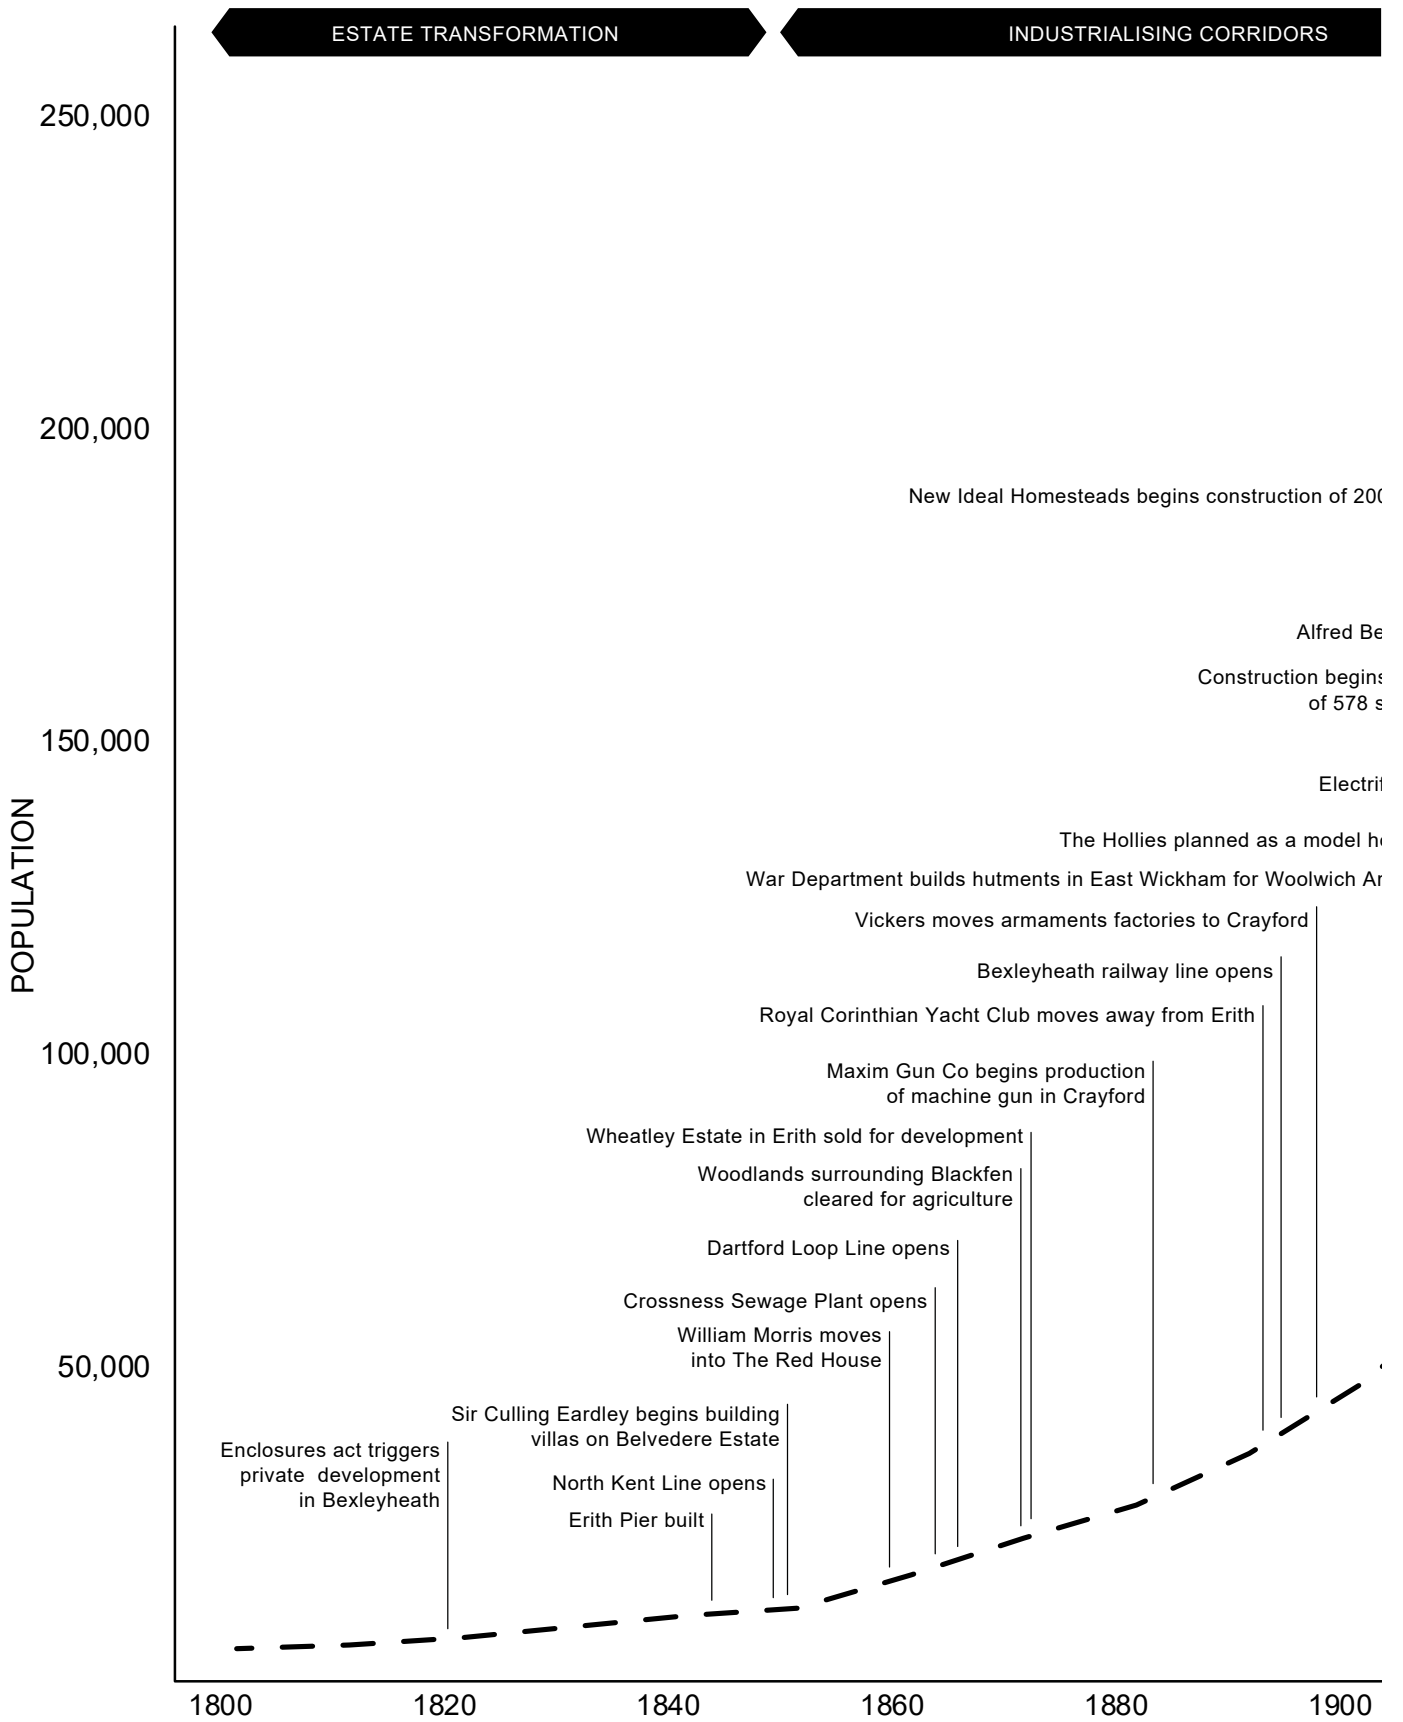 ESTATE TRANSFORMATION
INDUSTRIALISING CORRIDORS
250,000
200,000
New Ideal Homesteads begins construction of 200
Alfred Be
Construction begins
of 578 s
150,000
Electrif
POPULATION
The Hollies planned as a model
War Department builds hutments in East Wickham for Woolwich Ar
Vickers moves armaments factories to Crayford
Bexleyheath railway line opens
Royal Corinthian Yacht Club moves away from Erith
100,000
Maxim Gun Co begins production
of machine gun in Crayford
Wheatley Estate in Erith sold for development
Woodlands surrounding Blackfen
cleared for agriculture
Dartford Loop Line opens
Crossness Sewage Plant opens
William Morris moves
into The Red House
50,000
Sir Culling Eardley begins building
villas on Belvedere Estate
Enclosures act triggers
private  development
in Bexleyheath
North Kent Line opens
Erith Pier built
1800 1820 1840 1860 1880 1900